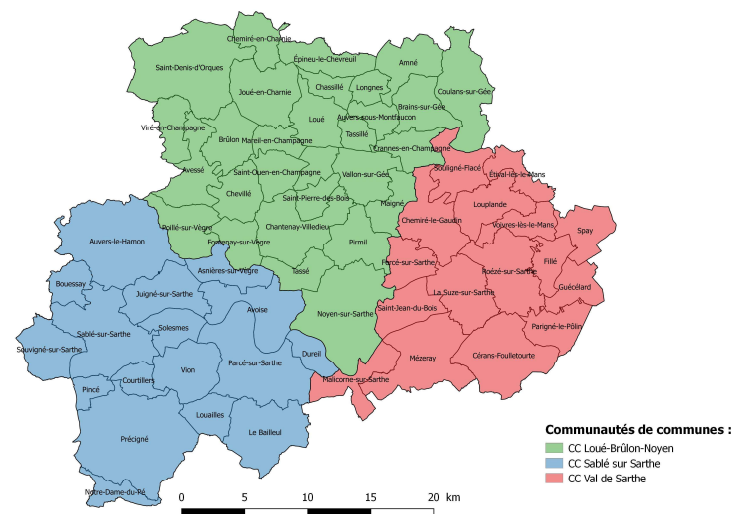 Chemiré-en-Charnie
Épineu-le-Chevreuil
Amné
Saint-Denis-d'Orques
Chassillé
Longnes
Joué-en-Charnie
Coulans-sur-Gée
Brains-sur-Gée
Loué
Auvers-sous-Montfaucon
Viré-en-Champagne
Tassillé
Brûlon
Mareil-en-Champagne
Crannes-en-Champagne
Avessé
Saint-Ouen-en-Champagne
Vallon-sur-Gée
Souligné-Flacé
Étival-lès-le-Mans
Chevillé
Saint-Pierre-des-Bois
Maigné
Louplande
Chemiré-le-Gaudin
Voivres-lès-le-Mans
Poillé-sur-Vègre
Chantenay-Villedieu
Spay
Auvers-le-Hamon
Fontenay-sur-Vègre
Pirmil
Fercé-sur-Sarthe
Fillé
Asnières-sur-Vègre
Tassé
Roézé-sur-Sarthe
Bouessay
Guécélard
Juigné-sur-Sarthe
La Suze-sur-Sarthe
Avoise
Noyen-sur-Sarthe
Saint-Jean-du-Bois
Solesmes
Parigné-le-Pôlin
Sablé-sur-Sarthe
Souvigné-sur-Sarthe
Dureil
Mézeray
Cérans-Foulletourte
Parcé-sur-Sarthe
Vion
Courtillers
Malicorne-sur-Sarthe
Pincé
Louailles
Le Bailleul
Précigné
Notre-Dame-du-Pé
Communautés de communes :
CC Loué-Brûlon-Noyen
CC Sablé sur Sarthe
CC Val de Sarthe
0 5 10 15 20 km